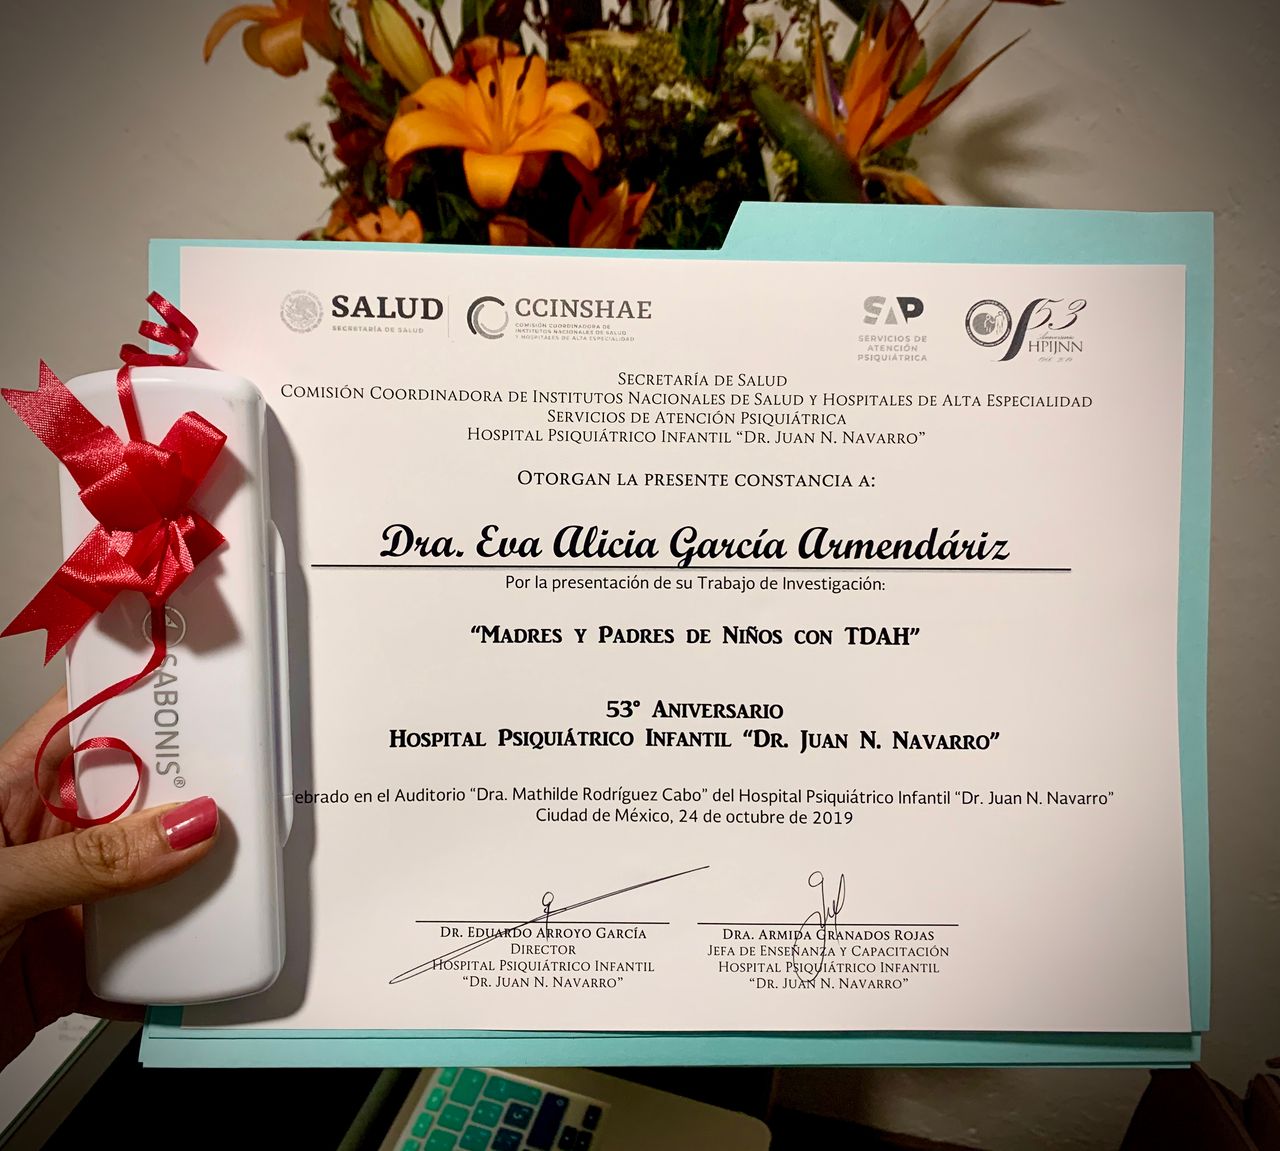 SALUD
SECRETARÍA DE SALUD
CCINSHAE
COMISIÓN COORDINADORA DE
INSTITUTOS NACIONALES DE SALUD
Y HOSPITALES DE ALTA ESPECIALIDAD
SAP
SERVICIOS DE
ATENCIÓN
PSIQUIÁTRICA
53
Aniversario
HPIJNN
SECRETARÍA DE SALUD
COMISIÓN COORDINADORA DE INSTITUTOS NACIONALES DE SALUD Y HOSPITALES DE ALTA ESPECIALIDAD
SERVICIOS DE ATENCIÓN PSIQUIÁTRICA
HOSPITAL PSIQUIÁTRICO INFANTIL “DR. JUAN N. NAVARRO”
OTORGAN LA PRESENTE CONSTANCIA A:
Dra. Eva Alicia García Armendáriz
Por la presentación de su Trabajo de Investigación:
“MADRES Y PADRES DE NIÑOS CON TDAH”
53° ANIVERSARIO
HOSPITAL PSIQUIÁTRICO INFANTIL “DR. JUAN N. NAVARRO”
ebrado en el Auditorio “Dra. Mathilde Rodríguez Cabo” del Hospital Psiquiátrico Infantil “Dr. Juan N. Navarro”
Ciudad de México, 24 de octubre de 2019
DR. EDUARDO ARROYO GARCÍA
DIRECTOR
HOSPITAL PSIQUIÁTRICO INFANTIL
“DR. JUAN N. NAVARRO”
DRA. ARMIDA GRANADOS ROJAS
JEFA DE ENSEÑANZA Y CAPACITACIÓN
HOSPITAL PSIQUIÁTRICO INFANTIL
“DR. JUAN N. NAVARRO”
SABONIS®